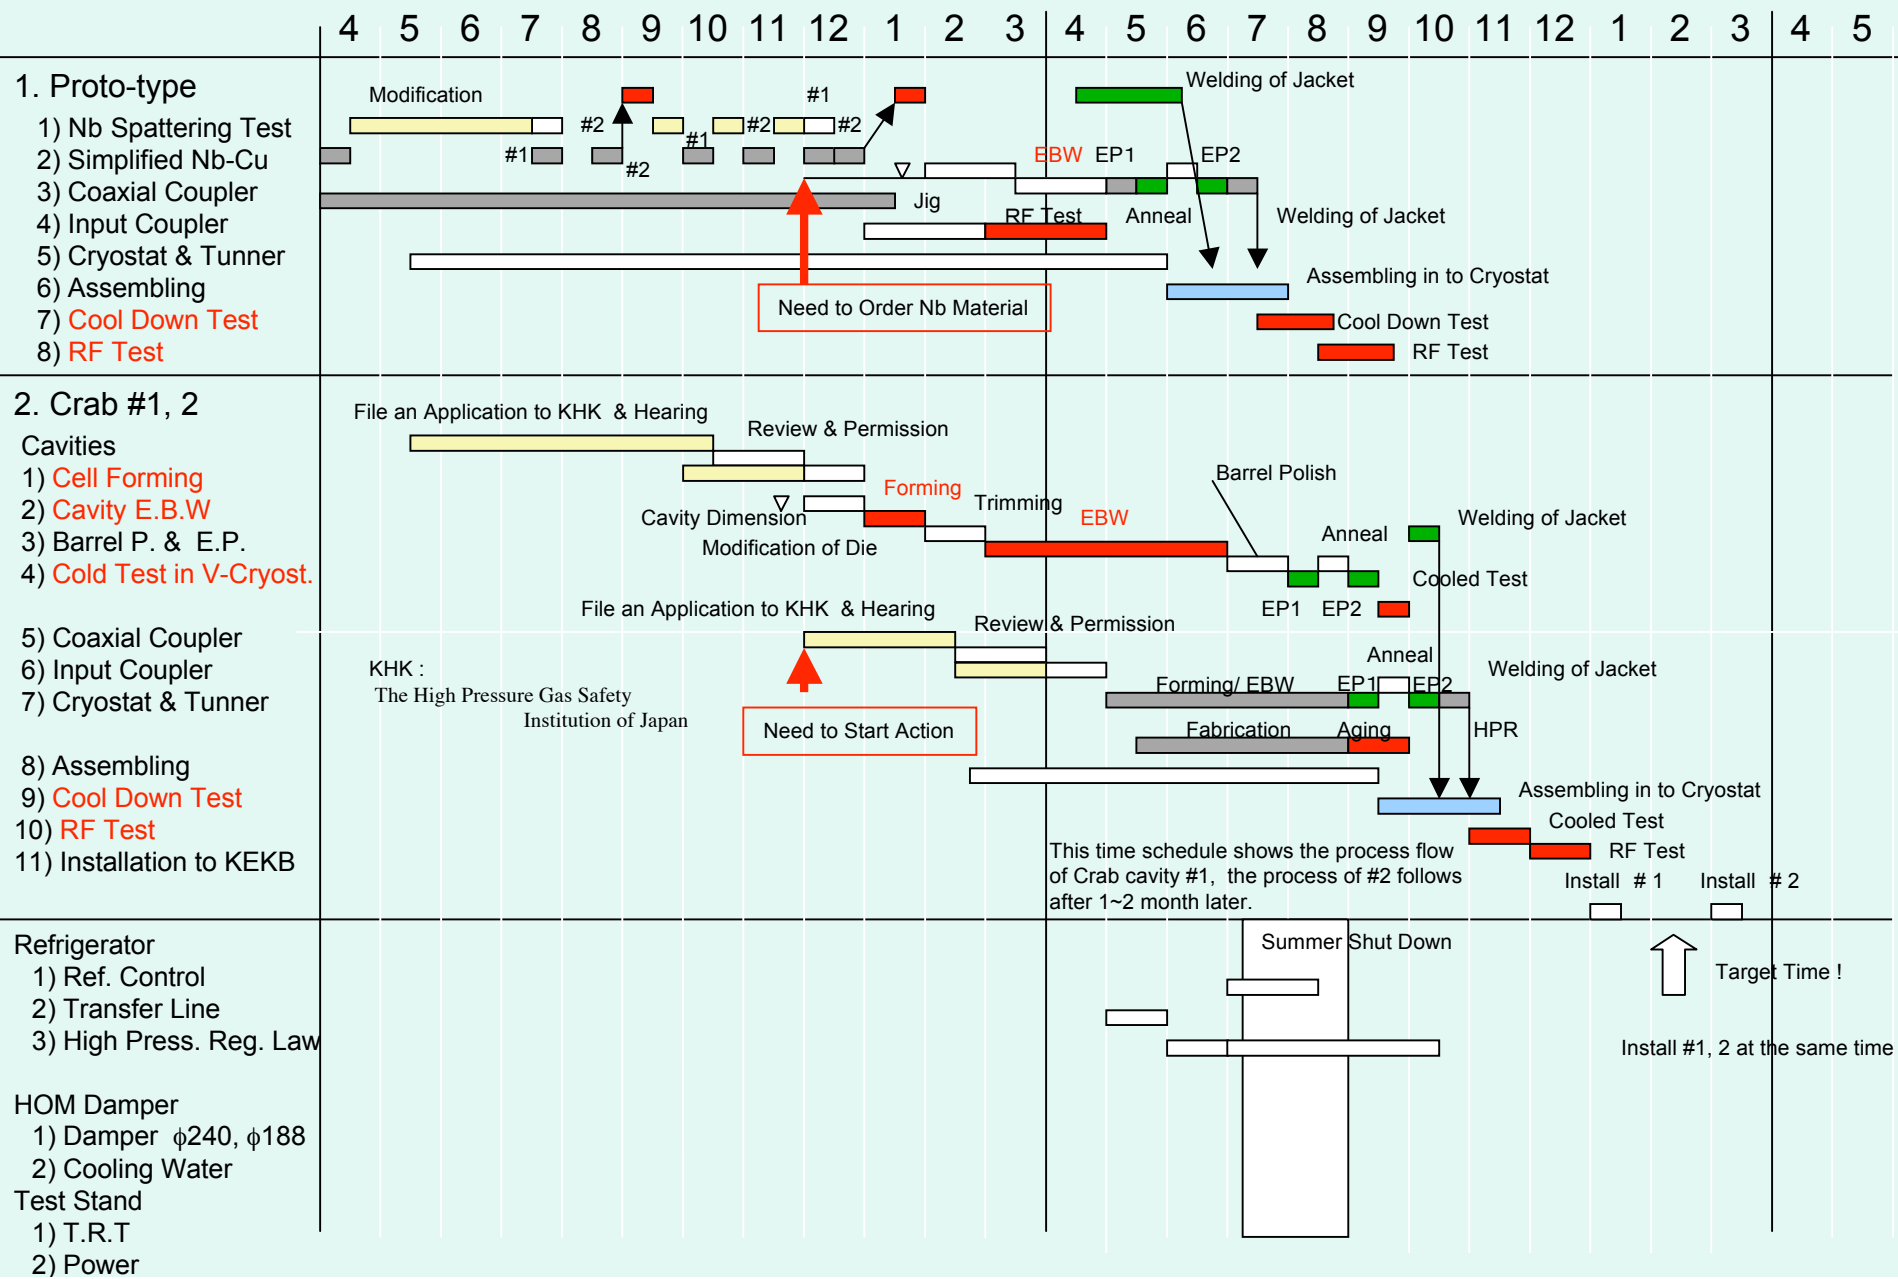 4 5 6 7 8 9 10 11 12 1 2 3 4 5 6 7 8 9 10 11 12 1 2 3 4 5
1. Proto-type
1) Nb Spattering Test
2) Simplified Nb-Cu
3) Coaxial Coupler
4) Input Coupler
5) Cryostat & Tunner
6) Assembling
7) Cool Down Test
8) RF Test
Modification
#1
Welding of Jacket
#2
#1
#2
#2
#1
#2
EBW
EP1
EP2
Jig
RF Test
Anneal
Welding of Jacket
Assembling in to Cryostat
Need to Order Nb Material
Cool Down Test
RF Test
2. Crab #1, 2
Cavities
1) Cell Forming
2) Cavity E.B.W
3) Barrel P. & E.P.
4) Cold Test in V-Cryost.
5) Coaxial Coupler
6) Input Coupler
7) Cryostat & Tunner
8) Assembling
9) Cool Down Test
10) RF Test
11) Installation to KEKB
File an Application to KHK & Hearing
Review & Permission
Barrel Polish
Forming
Trimming
Cavity Dimension
EBW
Welding of Jacket
Modification of Die
Anneal
Cooled Test
EP1
EP2
File an Application to KHK & Hearing
Review & Permission
KHK :
The High Pressure Gas Safety
Institution of Japan
Anneal
Welding of Jacket
Forming/ EBW
EP1
EP2
Need to Start Action
Fabrication
Aging
HPR
Assembling in to Cryostat
Cooled Test
RF Test
This time schedule shows the process flow
of Crab cavity #1, the process of #2 follows
after 1~2 month later.
Install # 1
Install # 2
Refrigerator
1) Ref. Control
2) Transfer Line
3) High Press. Reg. Law
Summer Shut Down
Target Time !
Install #1, 2 at the same time
HOM Damper
1) Damper ϕ240, ϕ188
2) Cooling Water
Test Stand
1) T.R.T
2) Power